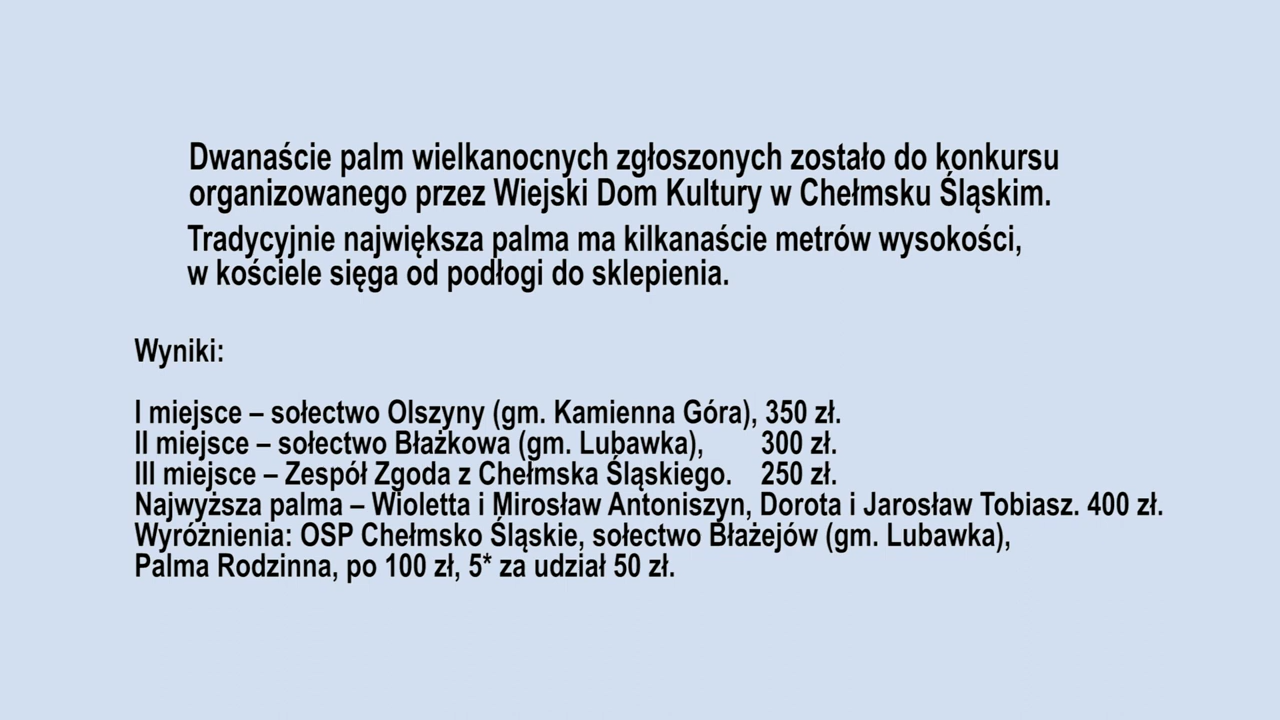 Dwanaście palm wielkanocnych zgłoszonych zostało do konkursu
organizowanego przez Wiejski Dom Kultury w Chełmsku Śląskim.
Tradycyjnie największa palma ma kilkanaście metrów wysokości,
w kościele sięga od podłogi do sklepienia.
Wyniki:
I miejsce – sołectwo Olszyny (gm. Kamienna Góra), 350 zł.
II miejsce – sołectwo Błażkowa (gm. Lubawka), 300 zł.
III miejsce – Zespół Zgoda z Chełmska Śląskiego. 250 zł.
Najwyższa palma – Wioletta i Mirosław Antoniszyn, Dorota i Jarosław Tobiasz. 400 zł.
Wyróżnienia: OSP Chełmsko Śląskie, sołectwo Błażejów (gm. Lubawka),
Palma Rodzinna, po 100 zł, 5* za udział 50 zł.